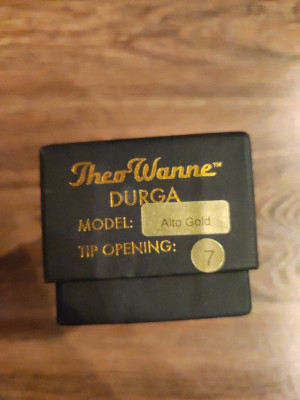 Theo Wanne™
DURGA
MODEL: Alto Gold
TIP OPENING: 7